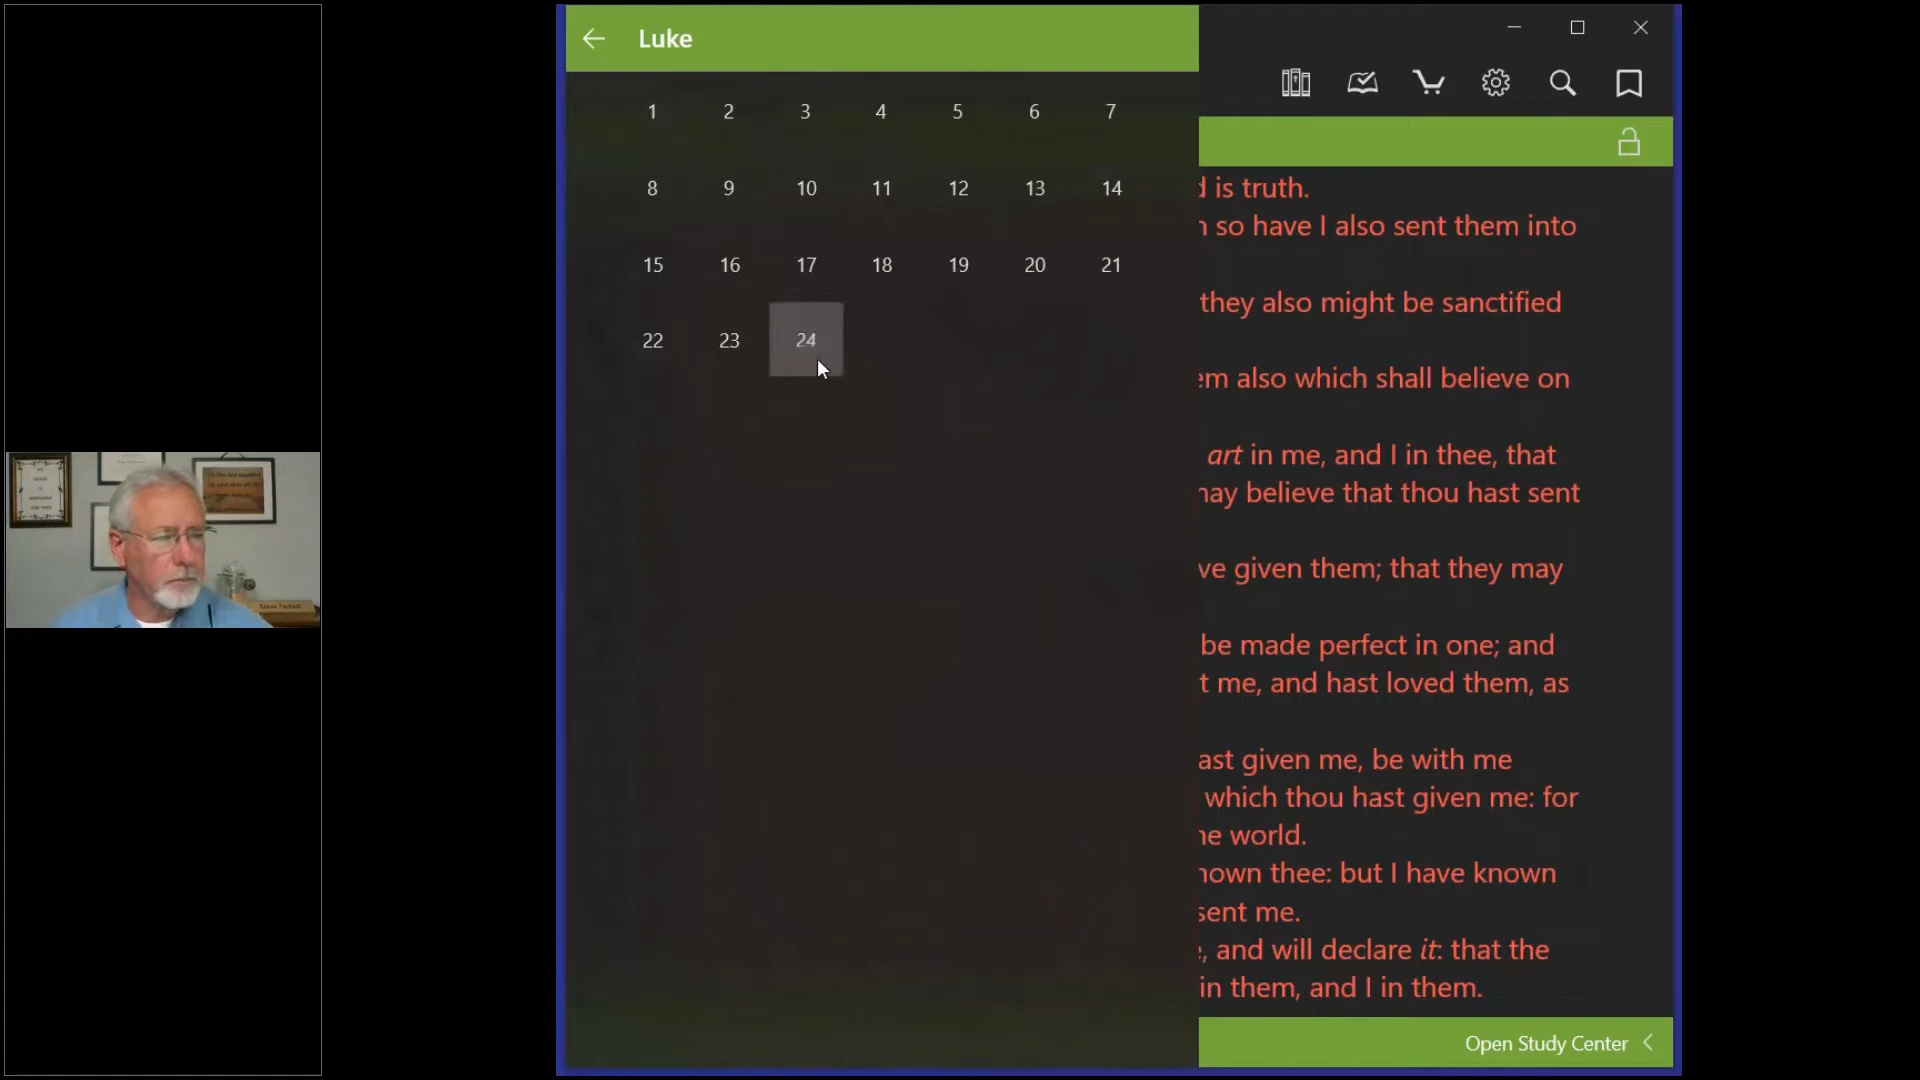 Luke
1 2 3 4 5 6 7
8 9 10 11 12 13 14
15 16 17 18 19 20 21
22 23 24
is truth.
so have I also sent them into
they also might be sanctified
em also which shall believe on
art in me, and I in thee, that
may believe that thou hast sent
ve given them; that they may
be made perfect in one; and
t me, and hast loved them, as
ast given me, be with me
which thou hast given me: for
he world.
nown thee: but I have known
sent me.
, and will declare it: that the
in them, and I in them.
Open Study Center